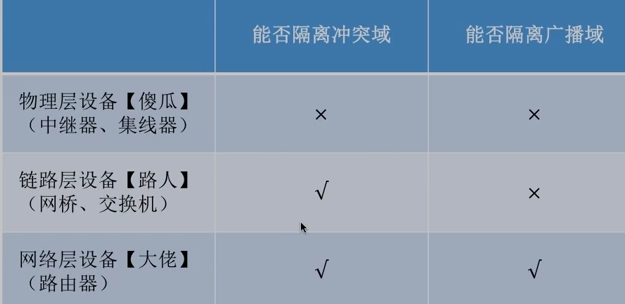 能否隔离冲突域 能否隔离广播域
物理层设备【傻瓜】
（中继器、集线器） × ×
链路层设备【路人】
（网桥、交换机） √ ×
网络层设备【大佬】
（路由器） √ √